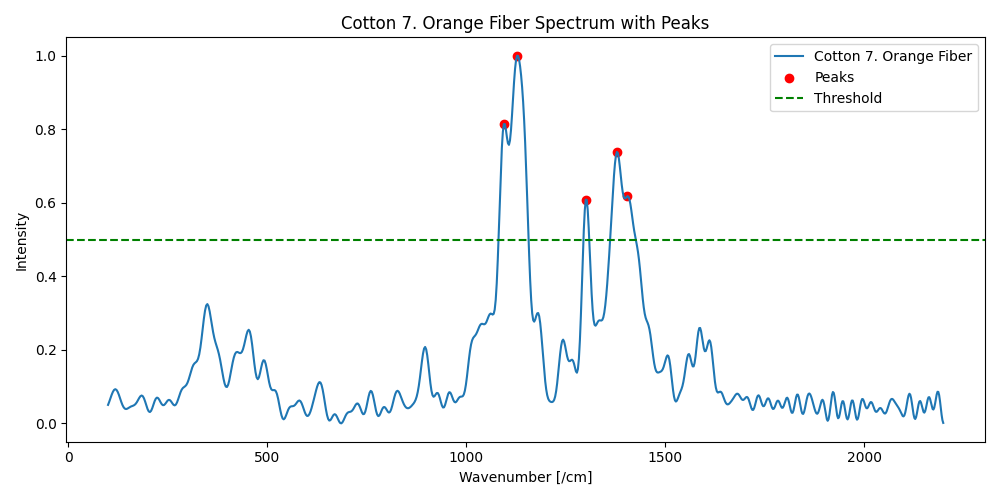 Cotton 7. Orange Fiber Spectrum with Peaks
Cotton 7. Orange Fiber
Peaks
Threshold
Intensity
1.0
0.8
0.6
0.4
0.2
0.0
0 500 1000 1500 2000
Wavenumber [/cm]